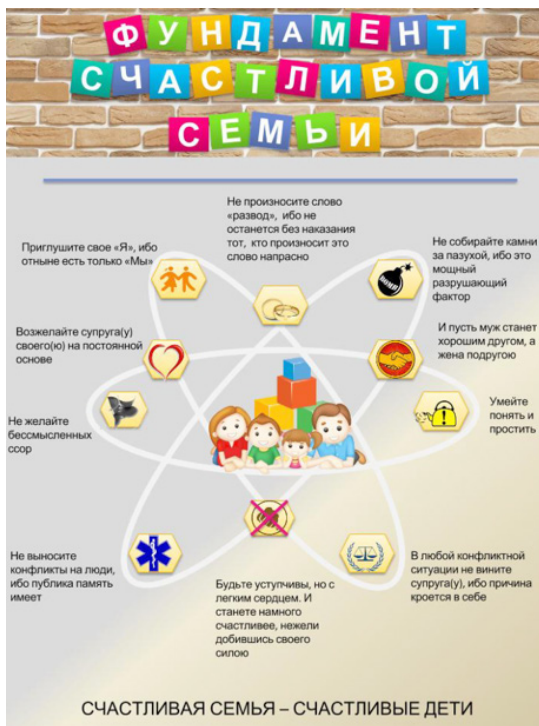 ФУНДАМЕНТ
СЧАСТЛИВОЙ
СЕМЬИ
Не произносите слово
«развод», ибо не
останется без наказания
тот, кто произносит это
слово напрасно
Приглушите свое «Я», ибо
отныне есть только «Мы»
Не собирайте камни
за пазухой, ибо это
мощный
разрушающий
фактор
BOMB
Возжелайте супруга(у)
своего(ю) на постоянной
основе
И пусть муж станет
хорошим другом, а
жена подругою
Не желайте
бессмысленных
ссор
Умейте
понять и
простить
Не выносите
конфликты на люди,
ибо публика память
имеет
Будьте уступчивы, но с
легким сердцем. И
станете намного
счастливее, нежели
добившись своего
силою
В любой конфликтной
ситуации не вините
супруга(у), ибо причина
кроется в себе
СЧАСТЛИВАЯ СЕМЬЯ – СЧАСТЛИВЫЕ ДЕТИ